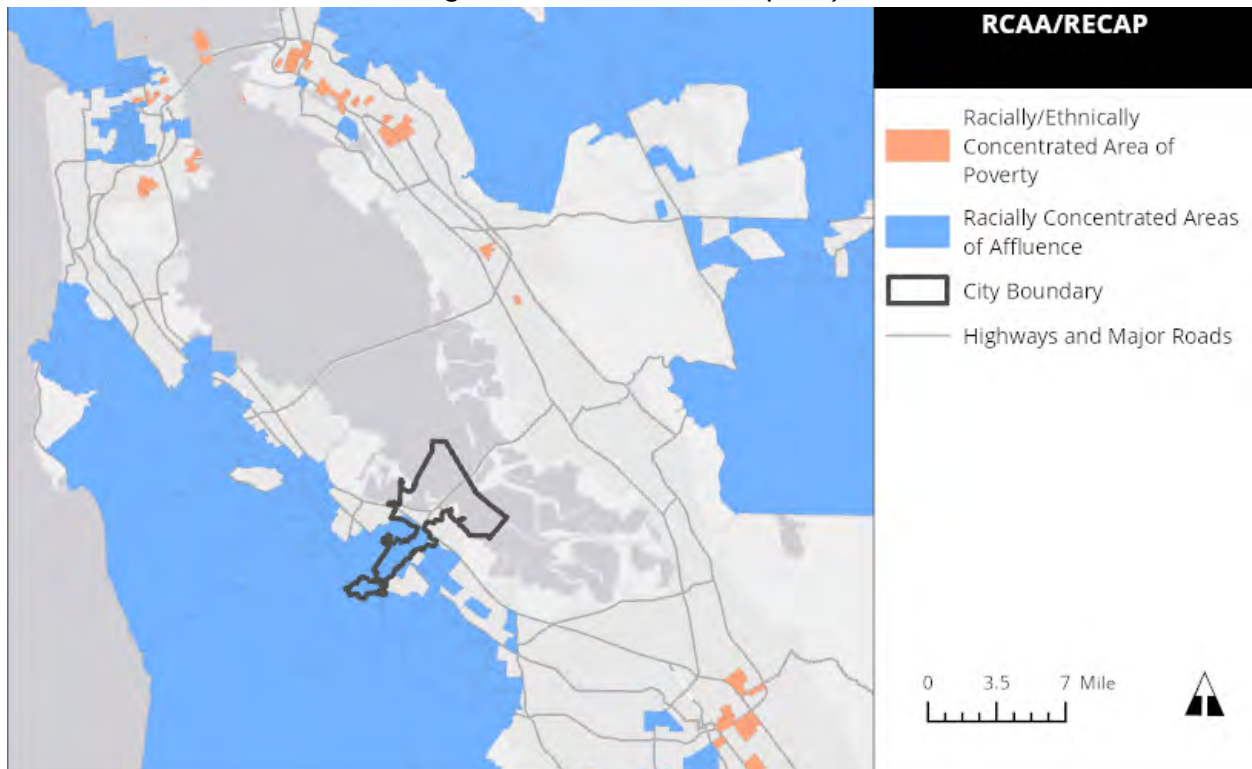 RCAA/RECAP
Racially/Ethnically
Concentrated Area of
Poverty
Racially Concentrated Areas
of Affluence
City Boundary
Highways and Major Roads
0 3.5 7 Mile